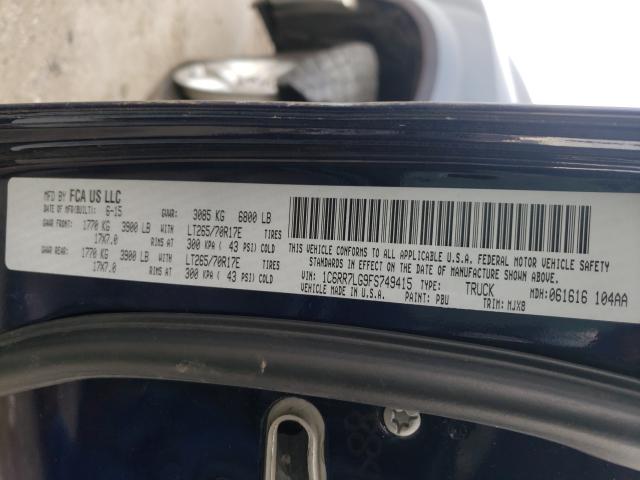 MFD BY FCA US LLC
DATE OF MFR(BUILT): 6-15 GVWR: 3085 KG 6800 LB
GAWR FRONT: 1770 KG 3900 LB WITH LT265/70R17E TIRES
17X7.0 RIMS AT 300 KPA ( 43 PSI) COLD
GAWR REAR: 1770 KG 3900 LB WITH LT265/70R17E TIRES
17X7.0 RIMS AT 300 KPA ( 43 PSI) COLD
THIS VEHICLE CONFORMS TO ALL APPLICABLE U.S.A. FEDERAL MOTOR VEHICLE SAFETY
STANDARDS IN EFFECT ON THE DATE OF MANUFACTURE SHOWN ABOVE.
VIN: 1C6RR7LG9FS749415 TYPE: TRUCK MDH: 061616 104AA
VEHICLE MADE IN U.S.A. PAINT: PBU TRIM: MJX8